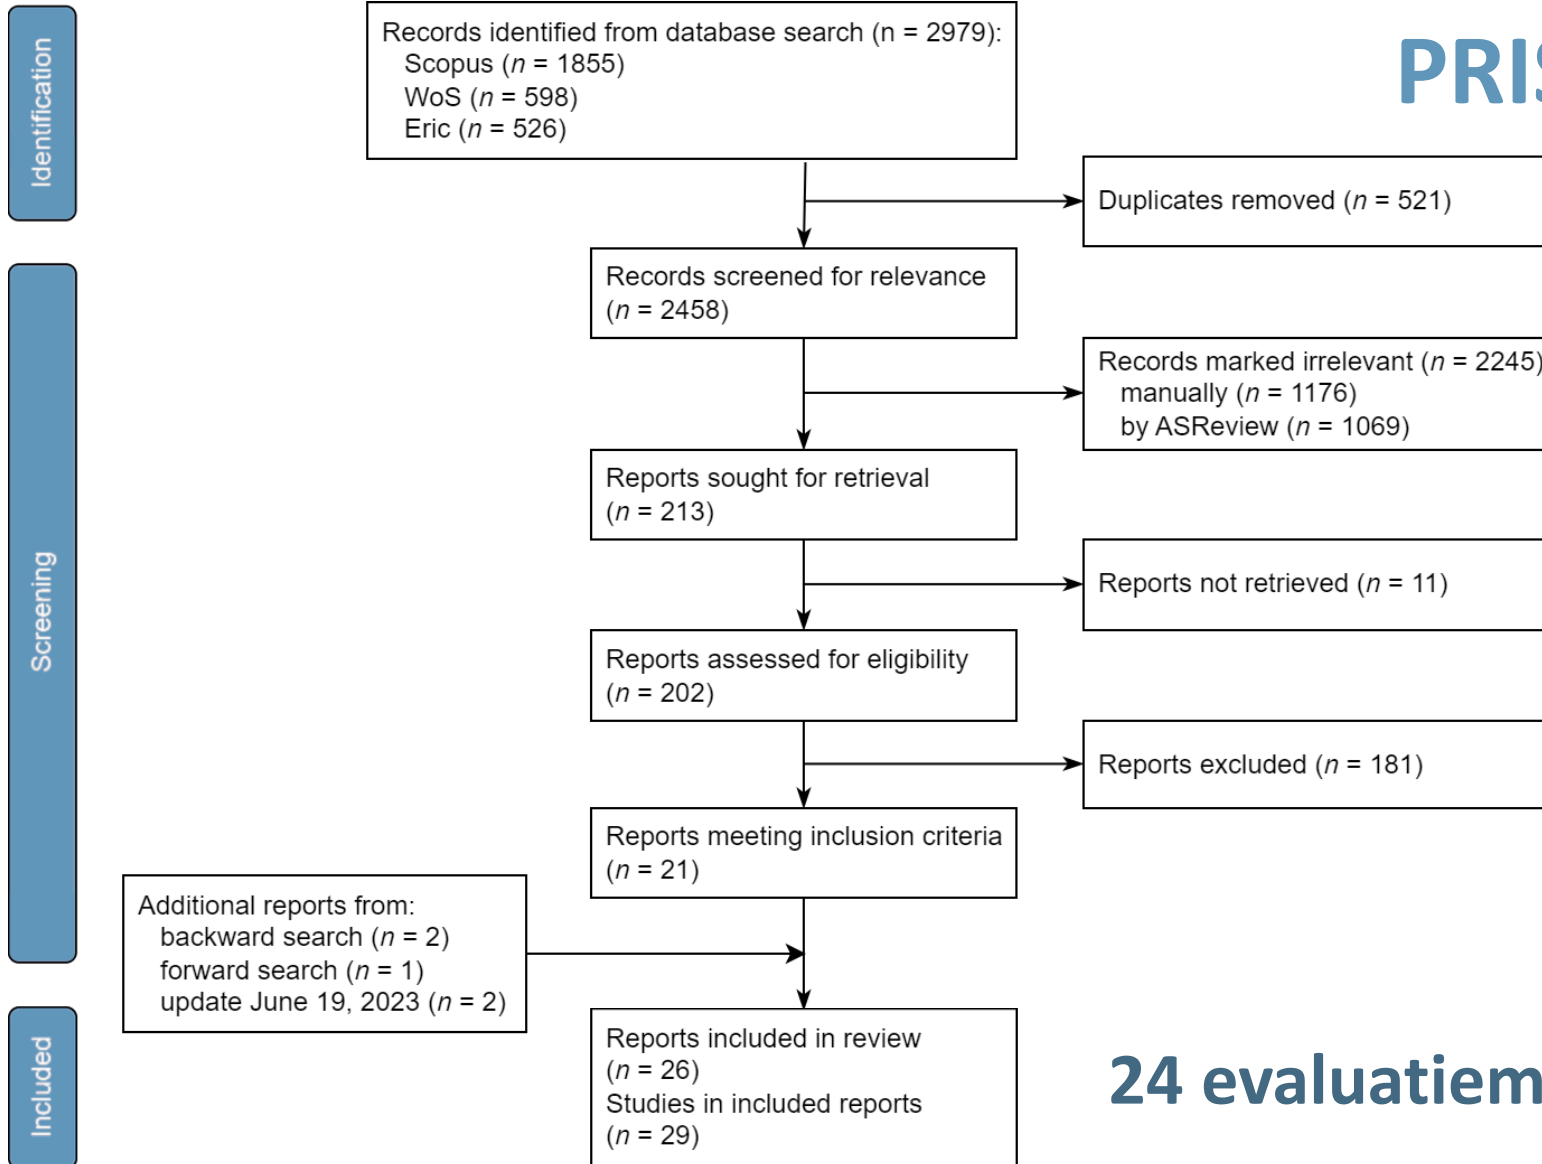 Identification
Records identified from database search (n = 2979):
Scopus (n = 1855)
WoS (n = 598)
Eric (n = 526)
PRIS
Duplicates removed (n = 521)
Screening
Records screened for relevance
(n = 2458)
Records marked irrelevant (n = 2245)
manually (n = 1176)
by ASReview (n = 1069)
Reports sought for retrieval
(n = 213)
Reports not retrieved (n = 11)
Reports assessed for eligibility
(n = 202)
Reports excluded (n = 181)
Reports meeting inclusion criteria
(n = 21)
Additional reports from:
backward search (n = 2)
forward search (n = 1)
update June 19, 2023 (n = 2)
Included
Reports included in review
(n = 26)
Studies in included reports
(n = 29)
24 evaluatiem